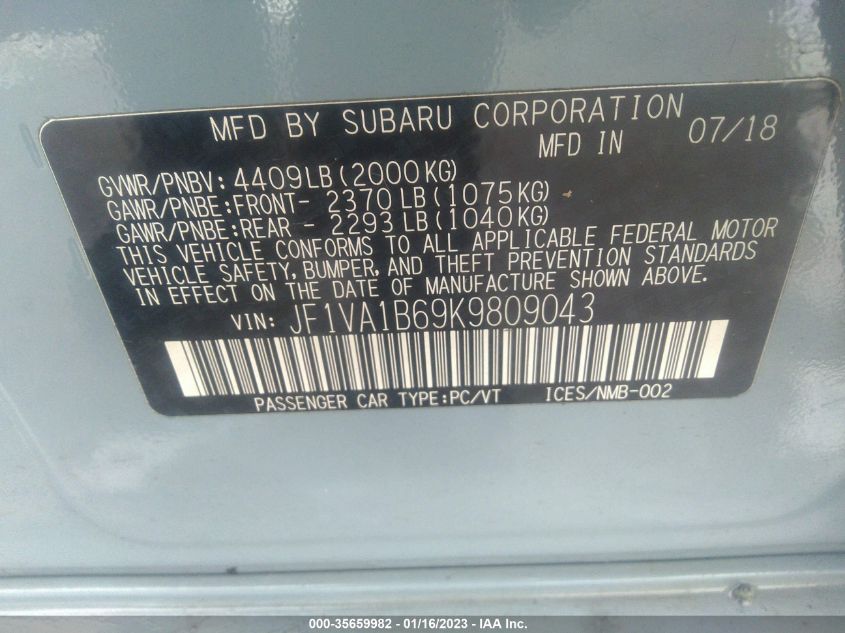 MFD BY SUBARU CORPORATION
MFD IN 07/18
GVWR/PNBV: 4409LB(2000KG)
GAWR/PNBE:FRONT- 2370 LB(1075KG)
GAWR/PNBE:REAR - 2293 LB(1040KG)
THIS VEHICLE CONFORMS TO ALL APPLICABLE FEDERAL MOTOR
VEHICLE SAFETY, BUMPER, AND THEFT PREVENTION STANDARDS
IN EFFECT ON THE DATE OF MANUFACTURE SHOWN ABOVE.
VIN: JF1VA1B69K9809043
PASSENGER CAR TYPE:PC/VT ICES/NMB-002
000-35659982 - 01/16/2023 - IAA Inc.